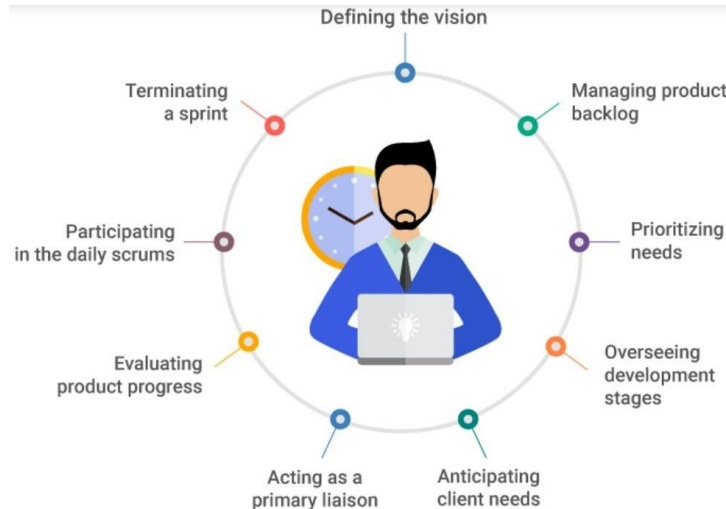 Defining the vision
Managing product
backlog
Prioritizing
needs
Overseeing
development
stages
Anticipating
client needs
Acting as a
primary liaison
Evaluating
product progress
Participating
in the daily scrums
Terminating
a sprint